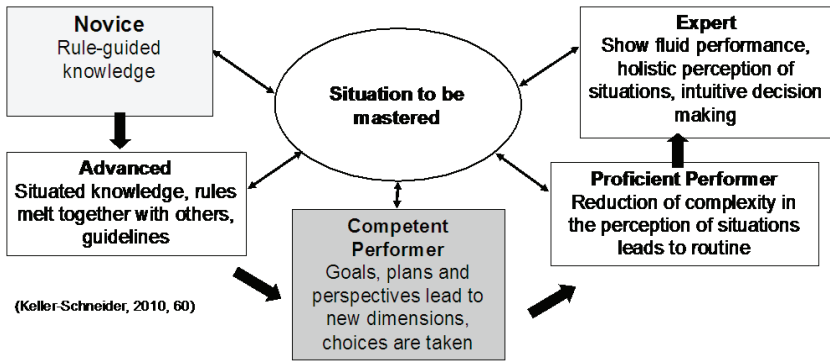 Novice
Rule-guided
knowledge
Advanced
Situated knowledge, rules
melt together with others,
guidelines
Situation to be
mastered
Competent
Performer
Goals, plans and
perspectives lead to
new dimensions,
choices are taken
Expert
Show fluid performance,
holistic perception of
situations, intuitive decision
making
Proficient Performer
Reduction of complexity in
the perception of situations
leads to routine
(Keller-Schneider, 2010, 60)